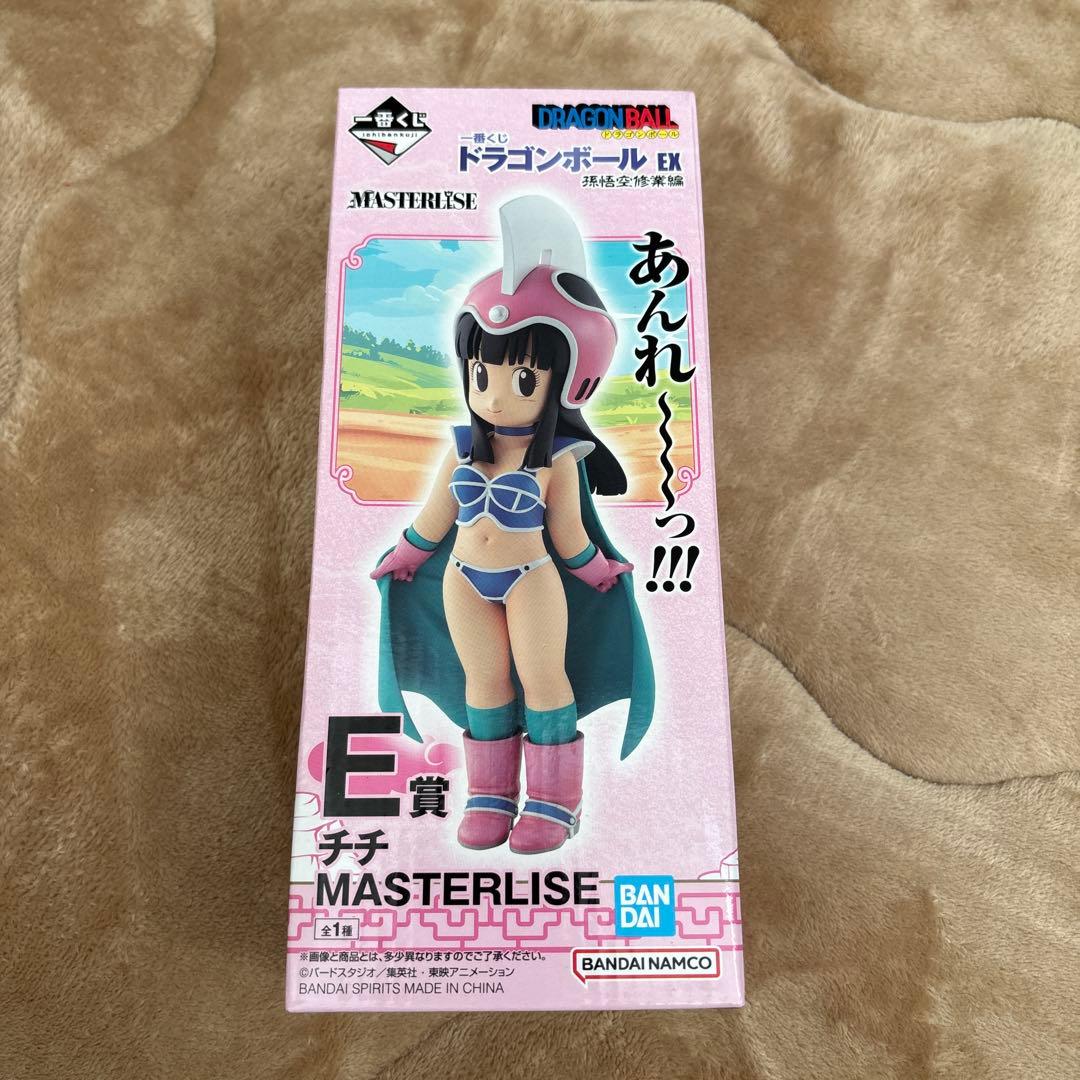 一番くじ
ichibankuji
DRAGON BALL
ドラゴンボール
一番くじ
ドラゴンボール EX
孫悟空修業編
MASTERLISE
あんれ～～～っ!!!
E賞
チチ
MASTERLISE
全1種
BAN
DAI
※画像と商品とは、多少異なりますのでご了承ください。
©バードスタジオ／集英社・東映アニメーション
BANDAI SPIRITS MADE IN CHINA
BANDAI NAMCO